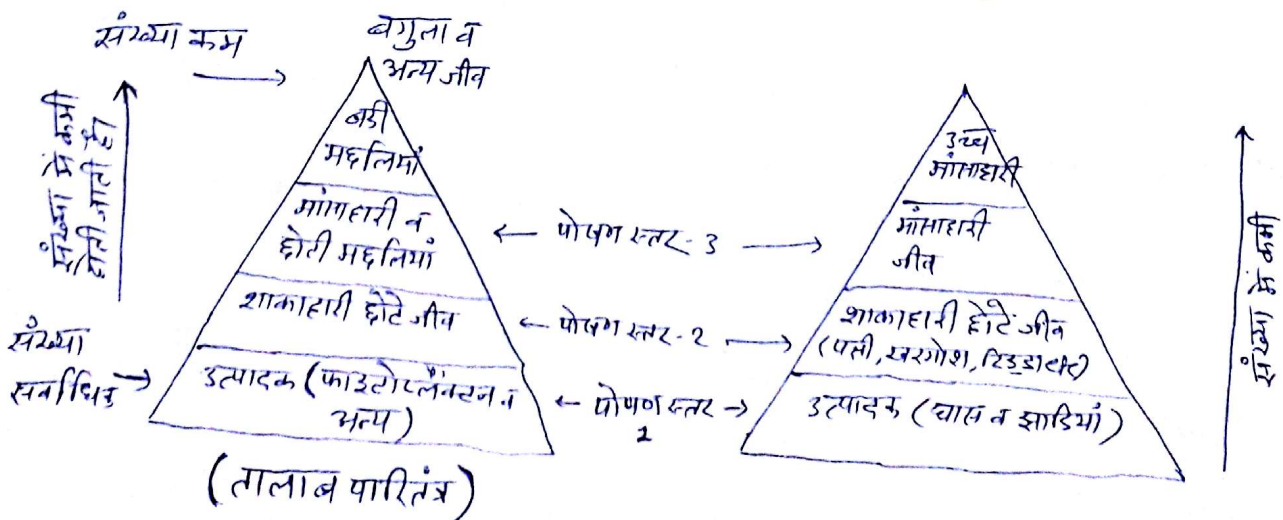 संख्या कम
बगुला व
अन्य जीव
संख्या में कमी
होती जाती है।
बडी
मछलियां
मांसाहारी व
छोटी मछलियां
शाकाहारी छोटे जीव
उत्पादक (फाइटोप्लैंक्टन व
अन्य)
संख्या
सर्वाधिक
(तालाब पारितंत्र)
← पोषण स्तर-3 →
← पोषण स्तर-2 →
← पोषण स्तर →
1
उच्च
मांसाहारी
मांसाहारी
जीव
शाकाहारी छोटे जीव
(पक्षी, खरगोश, टिड्डा
उत्पादक (घास व झाडियां)
संख्या में कमी